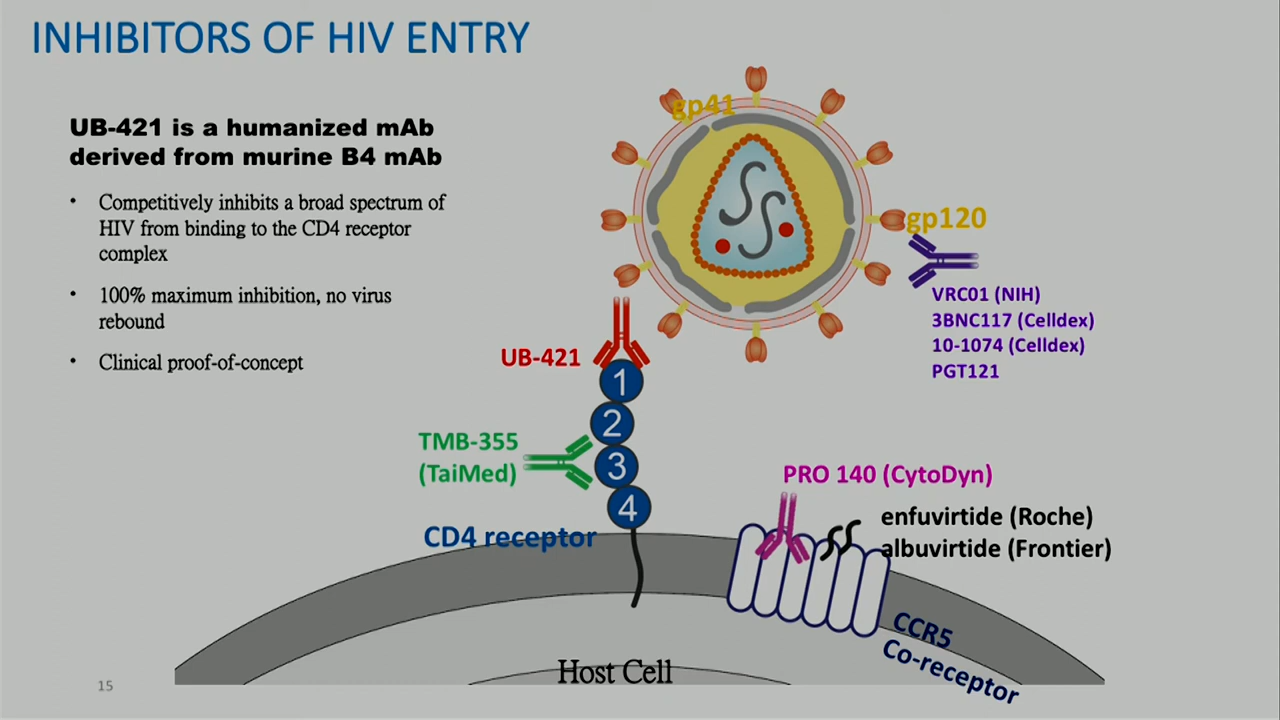 INHIBITORS OF HIV ENTRY
UB-421 is a humanized mAb
derived from murine B4 mAb
• Competitively inhibits a broad spectrum of
HIV from binding to the CD4 receptor
complex
• 100% maximum inhibition, no virus
rebound
• Clinical proof-of-concept
gp41
gp120
VRC01 (NIH)
3BNC117 (Celldex)
10-1074 (Celldex)
PGT121
UB-421
1
2
3
4
TMB-355
(TaiMed)
CD4 receptor
PRO 140 (CytoDyn)
enfuvirtide (Roche)
albuvirtide (Frontier)
CCR5
Co-receptor
Host Cell
15